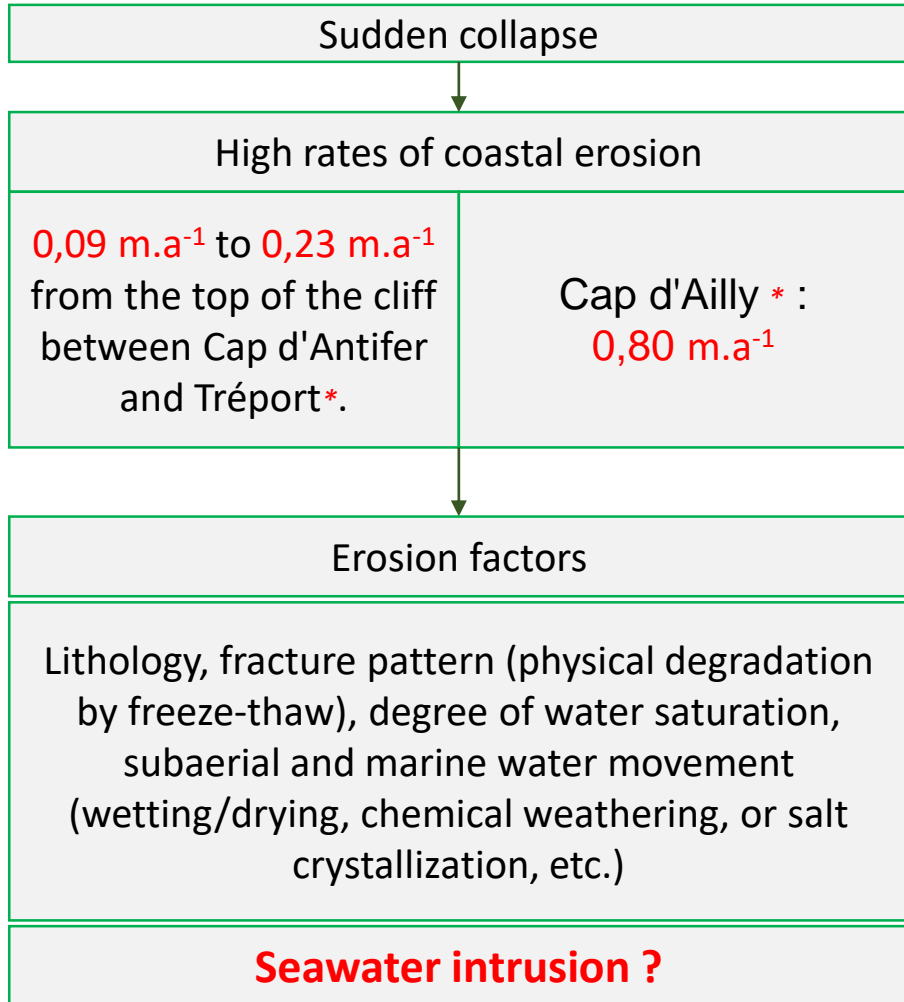 Sudden collapse
High rates of coastal erosion
0,09 m.a⁻¹ to 0,23 m.a⁻¹
from the top of the cliff
between Cap d'Antifer
and Tréport*.
Cap d'Ailly * :
0,80 m.a⁻¹
Erosion factors
Lithology, fracture pattern (physical degradation
by freeze-thaw), degree of water saturation,
subaerial and marine water movement
(wetting/drying, chemical weathering, or salt
crystallization, etc.)
Seawater intrusion ?